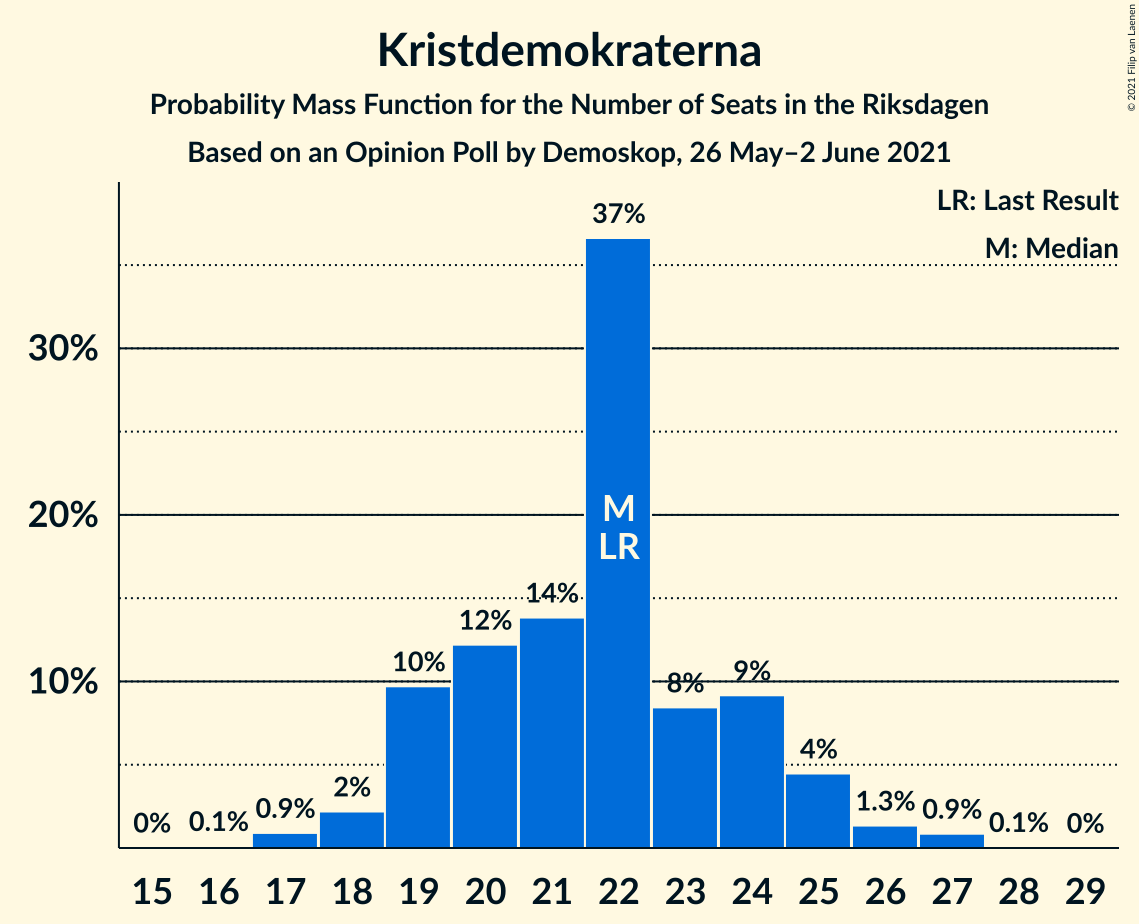 Kristdemokraterna
Probability Mass Function for the Number of Seats in the Riksdagen
Based on an Opinion Poll by Demoskop, 26 May–2 June 2021
© 2021 Filip van Laenen
LR: Last Result
M: Median
30%
20%
10%
0%
0.1%
0.9%
2%
10%
12%
14%
37%
M
LR
8%
9%
4%
1.3%
0.9%
0.1%
0%
15 16 17 18 19 20 21 22 23 24 25 26 27 28 29